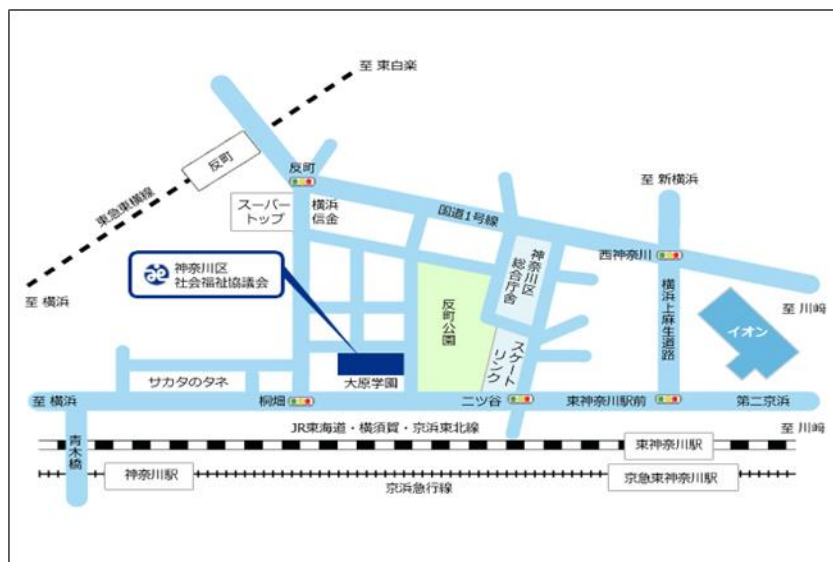 至 東白楽
反町
東急東横線
至 横浜
反町
スーパー
トップ
横浜
信金
国道1号線
至 新横浜
西神奈川
神奈川区
社会福祉協議会
神奈川区
総合庁舎
反町公園
横浜上麻生道路
イオン
至 川﨑
スケート
リンク
サカタのタネ
大原学園
至 横浜
桐畑
二ツ谷
東神奈川駅前
第二京浜
青木橋
JR東海道・横須賀・京浜東北線
至 川﨑
東神奈川駅
神奈川駅
京浜急行線
京急東神奈川駅